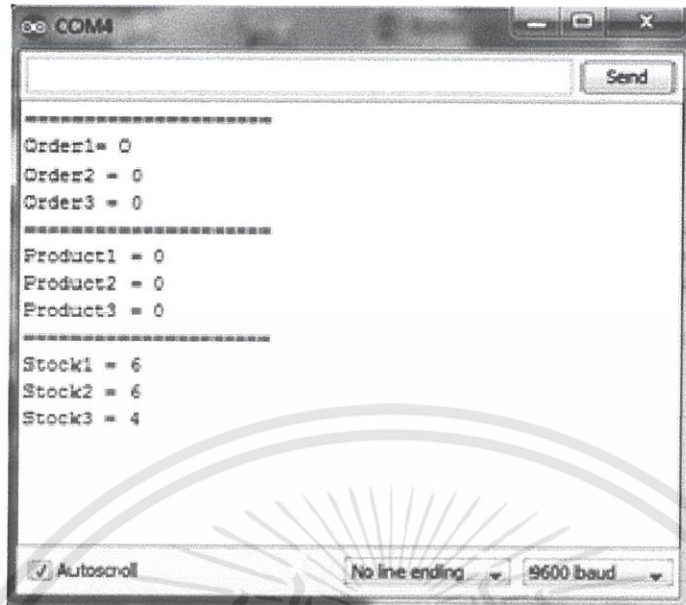 COM4
Send
======================
Order1= 0
Order2 = 0
Order3 = 0
======================
Product1 = 0
Product2 = 0
Product3 = 0
======================
Stock1 = 6
Stock2 = 6
Stock3 = 4
Autoscroll
No line ending
9600 baud